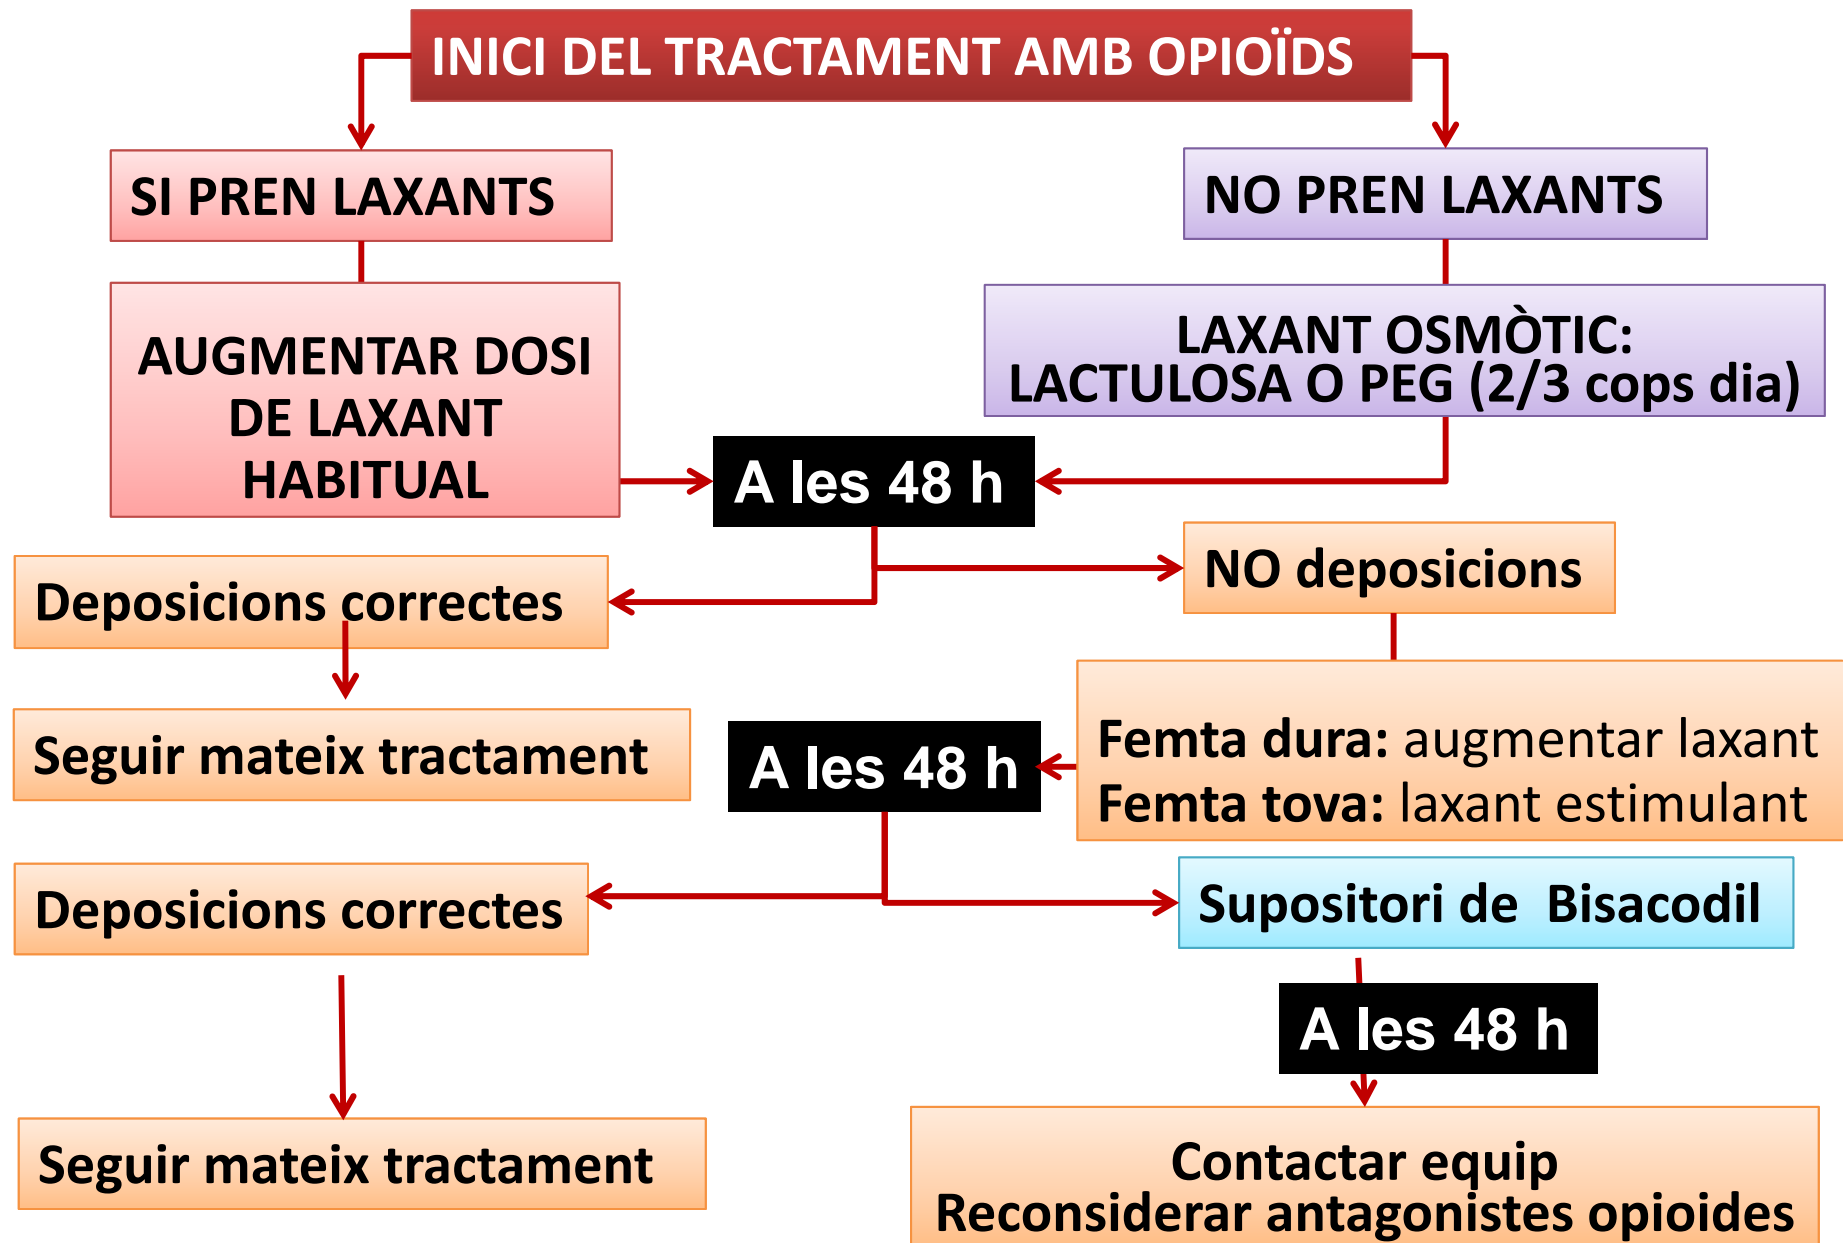 INICI DEL TRACTAMENT AMB OPIOÏDS
SI PREN LAXANTS
NO PREN LAXANTS
AUGMENTAR DOSI
DE LAXANT
HABITUAL
LAXANT OSMÒTIC:
LACTULOSA O PEG (2/3 cops dia)
A les 48 h
Deposicions correctes
NO deposicions
Seguir mateix tractament
A les 48 h
Femta dura: augmentar laxant
Femta tova: laxant estimulant
Deposicions correctes
Supositori de Bisacodil
A les 48 h
Seguir mateix tractament
Contactar equip
Reconsiderar antagonistes opioides